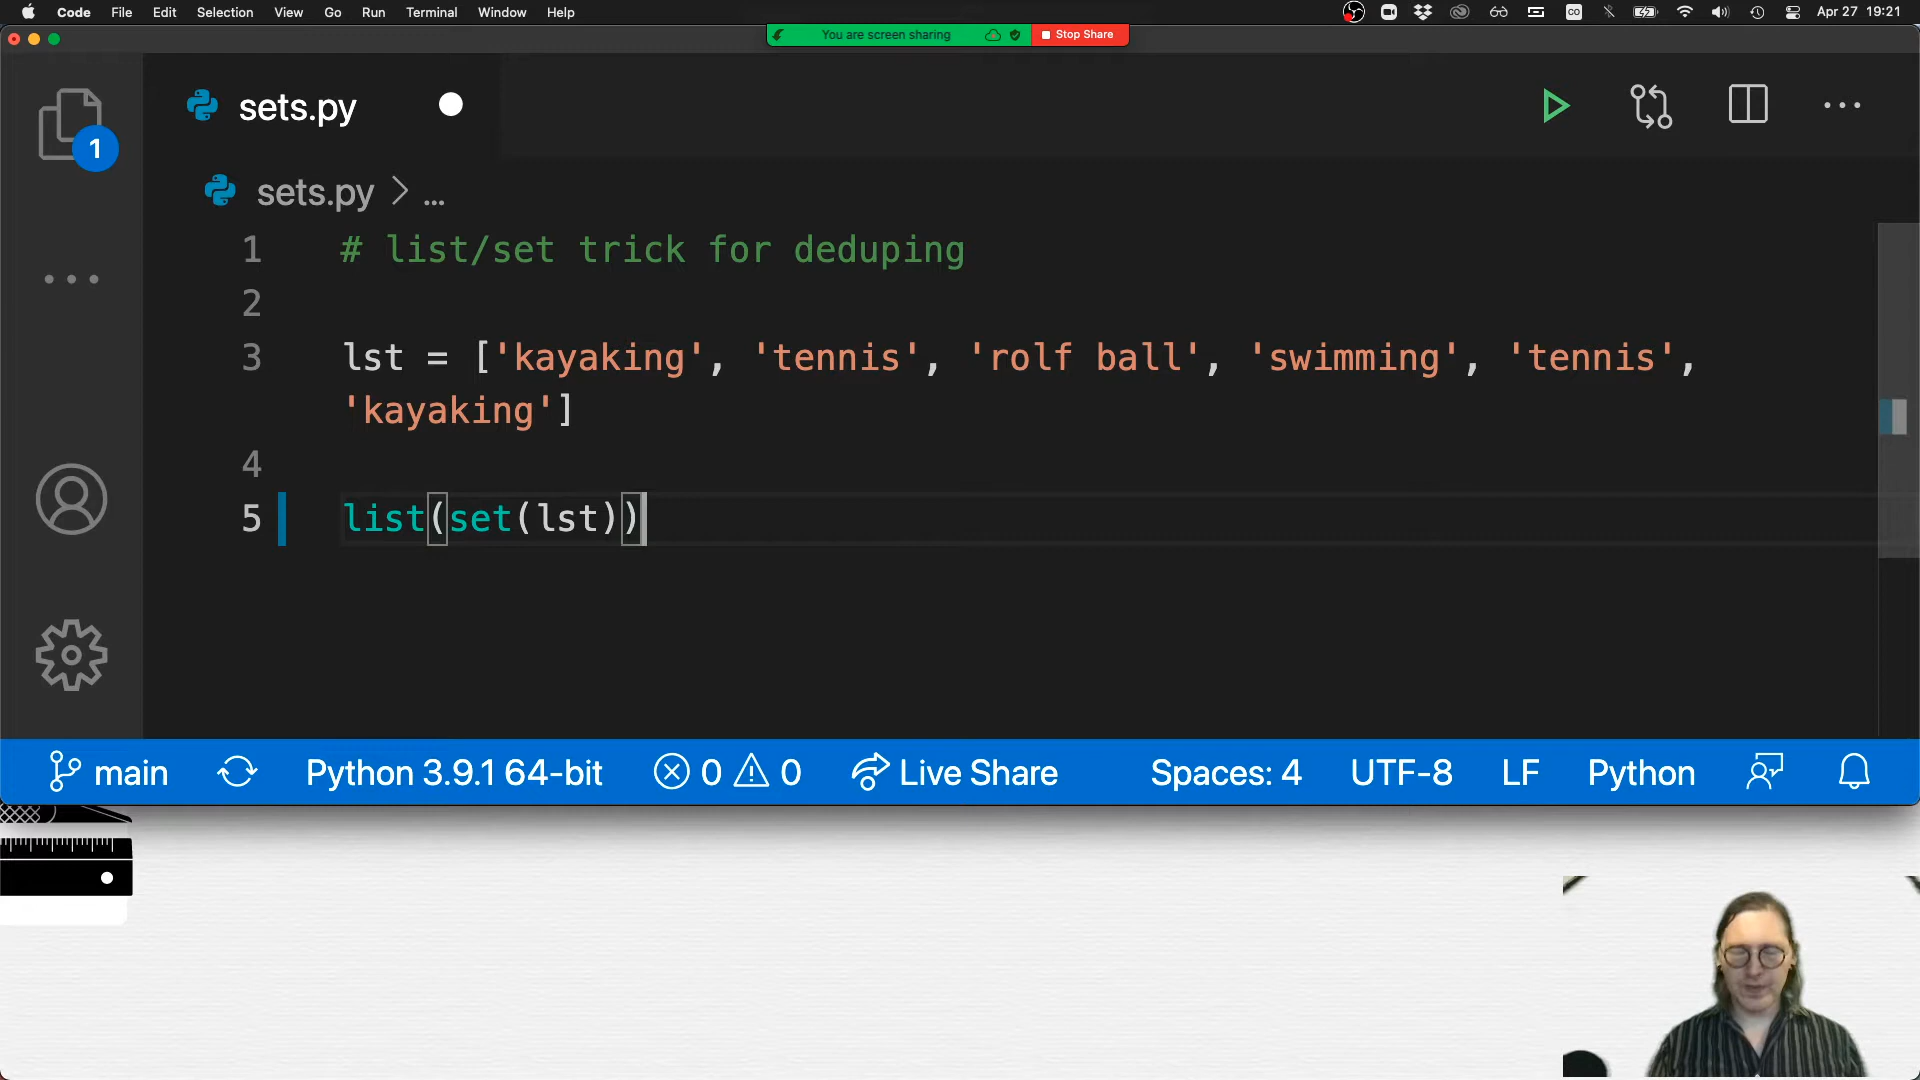 Code File Edit Selection View Go Run Terminal Window Help Apr 27 19:21
You are screen sharing Stop Share
sets.py
1
sets.py > ...
1 # list/set trick for deduping
2
3 lst = ['kayaking', 'tennis', 'rolf ball', 'swimming', 'tennis',
'kayaking']
4
5 list(set(lst))
main Python 3.9.1 64-bit 0 0 Live Share Spaces: 4 UTF-8 LF Python